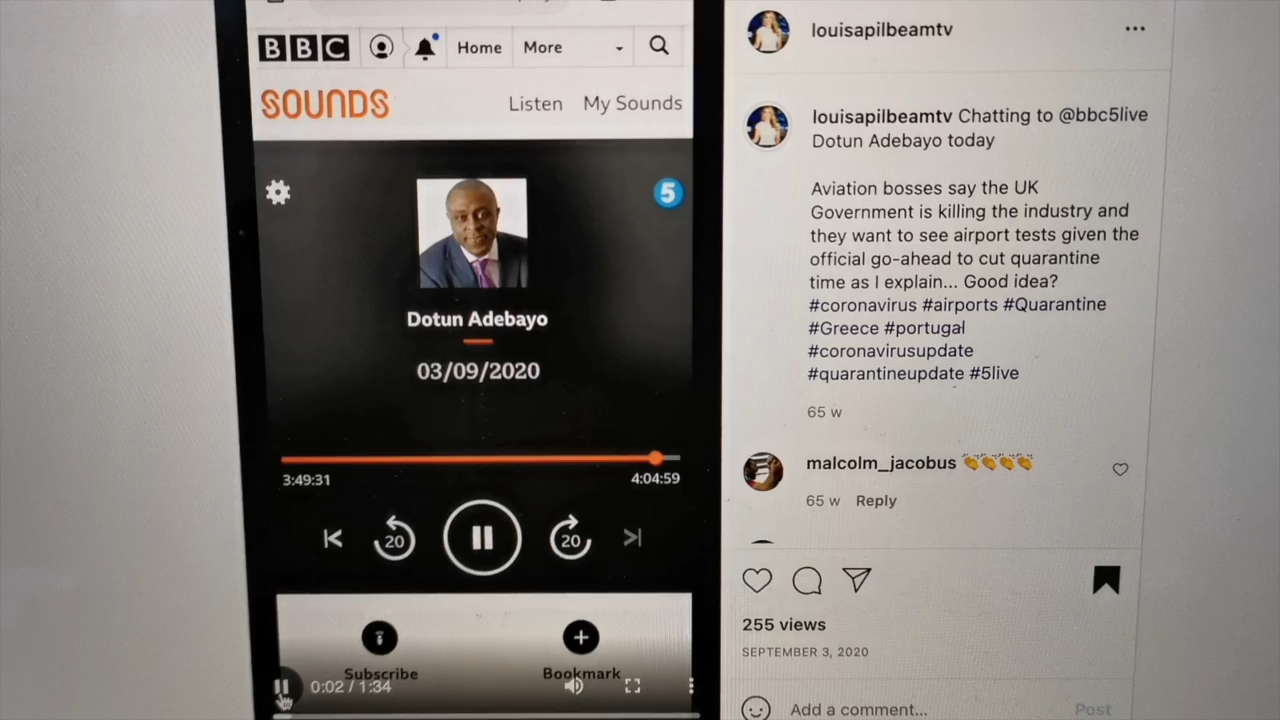 BBC
Home
More
SOUNDS
Listen
My Sounds
5
Dotun Adebayo
03/09/2020
3:49:31
4:04:59
20
20
Subscribe
Bookmark
0:02 / 1:34
louisapilbeamtv
louisapilbeamtv Chatting to @bbc5live
Dotun Adebayo today
Aviation bosses say the UK
Government is killing the industry and
they want to see airport tests given the
official go-ahead to cut quarantine
time as I explain... Good idea?
#coronavirus #airports #Quarantine
#Greece #portugal
#coronavirusupdate
#quarantineupdate #5live
65 w
malcolm_jacobus 👏👏👏👏
65 w Reply
255 views
SEPTEMBER 3, 2020
Add a comment...
Post